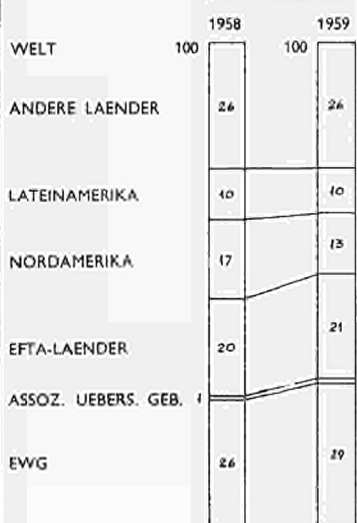 1958 1959
WELT 100 100
ANDERE LAENDER 26 26
LATEINAMERIKA 10 10
NORDAMERIKA 17 13
EFTA-LAENDER 20 21
ASSOZ. UEBERS. GEB. 1
EWG 26 29